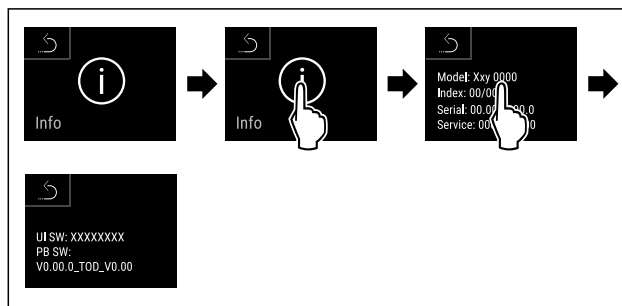 Info
Info
Model: Xxy 0000
Index:
Serial:
Service:
UI SW: XXXXXXXX
PB SW:
V0.00.0_TOD_V0.00